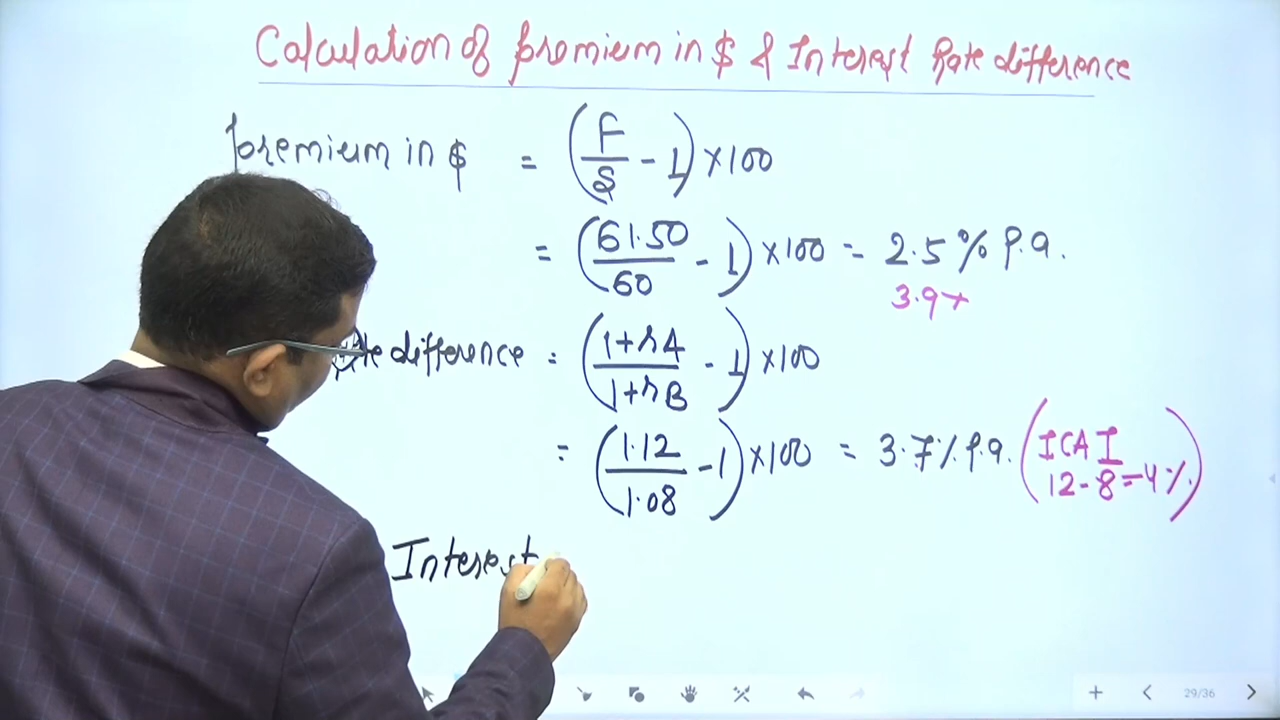 Calculation of premium in $ & Interest Rate difference
premium in $ = (F/S - 1) × 100
= (61.50/60 - 1) × 100 = 2.5% P.a.
3.9%
difference = (1+rA/1+rB - 1) × 100
= (1.12/1.08 - 1) × 100 = 3.7% P.a. (ICAI 12-8=4%)
Interest
29/36